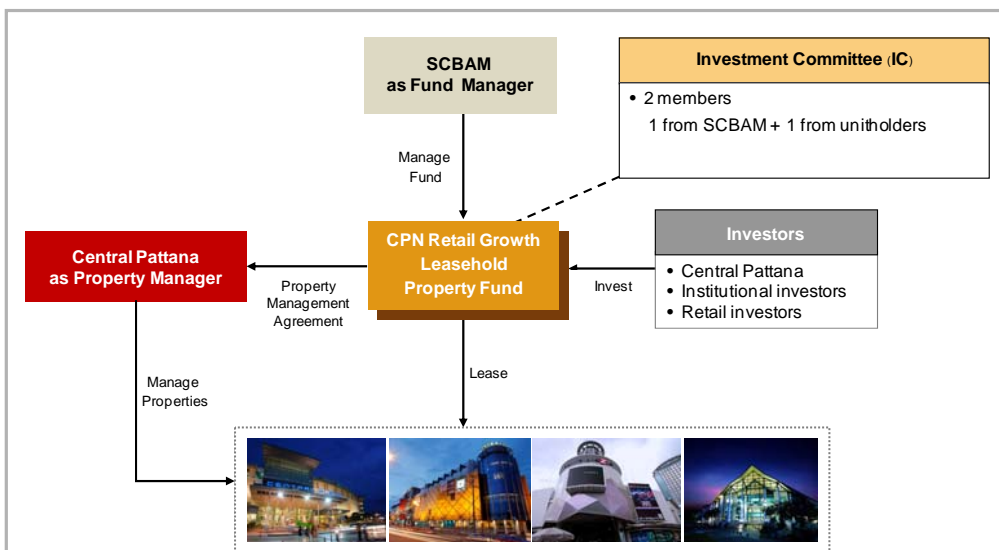 SCBAM
as Fund Manager
Investment Committee (IC)
• 2 members
1 from SCBAM + 1 from unitholders
Manage
Fund
CPN Retail Growth
Leasehold
Property Fund
Central Pattana
as Property Manager
Property
Management
Agreement
Invest
Investors
• Central Pattana
• Institutional investors
• Retail investors
Lease
Manage
Properties